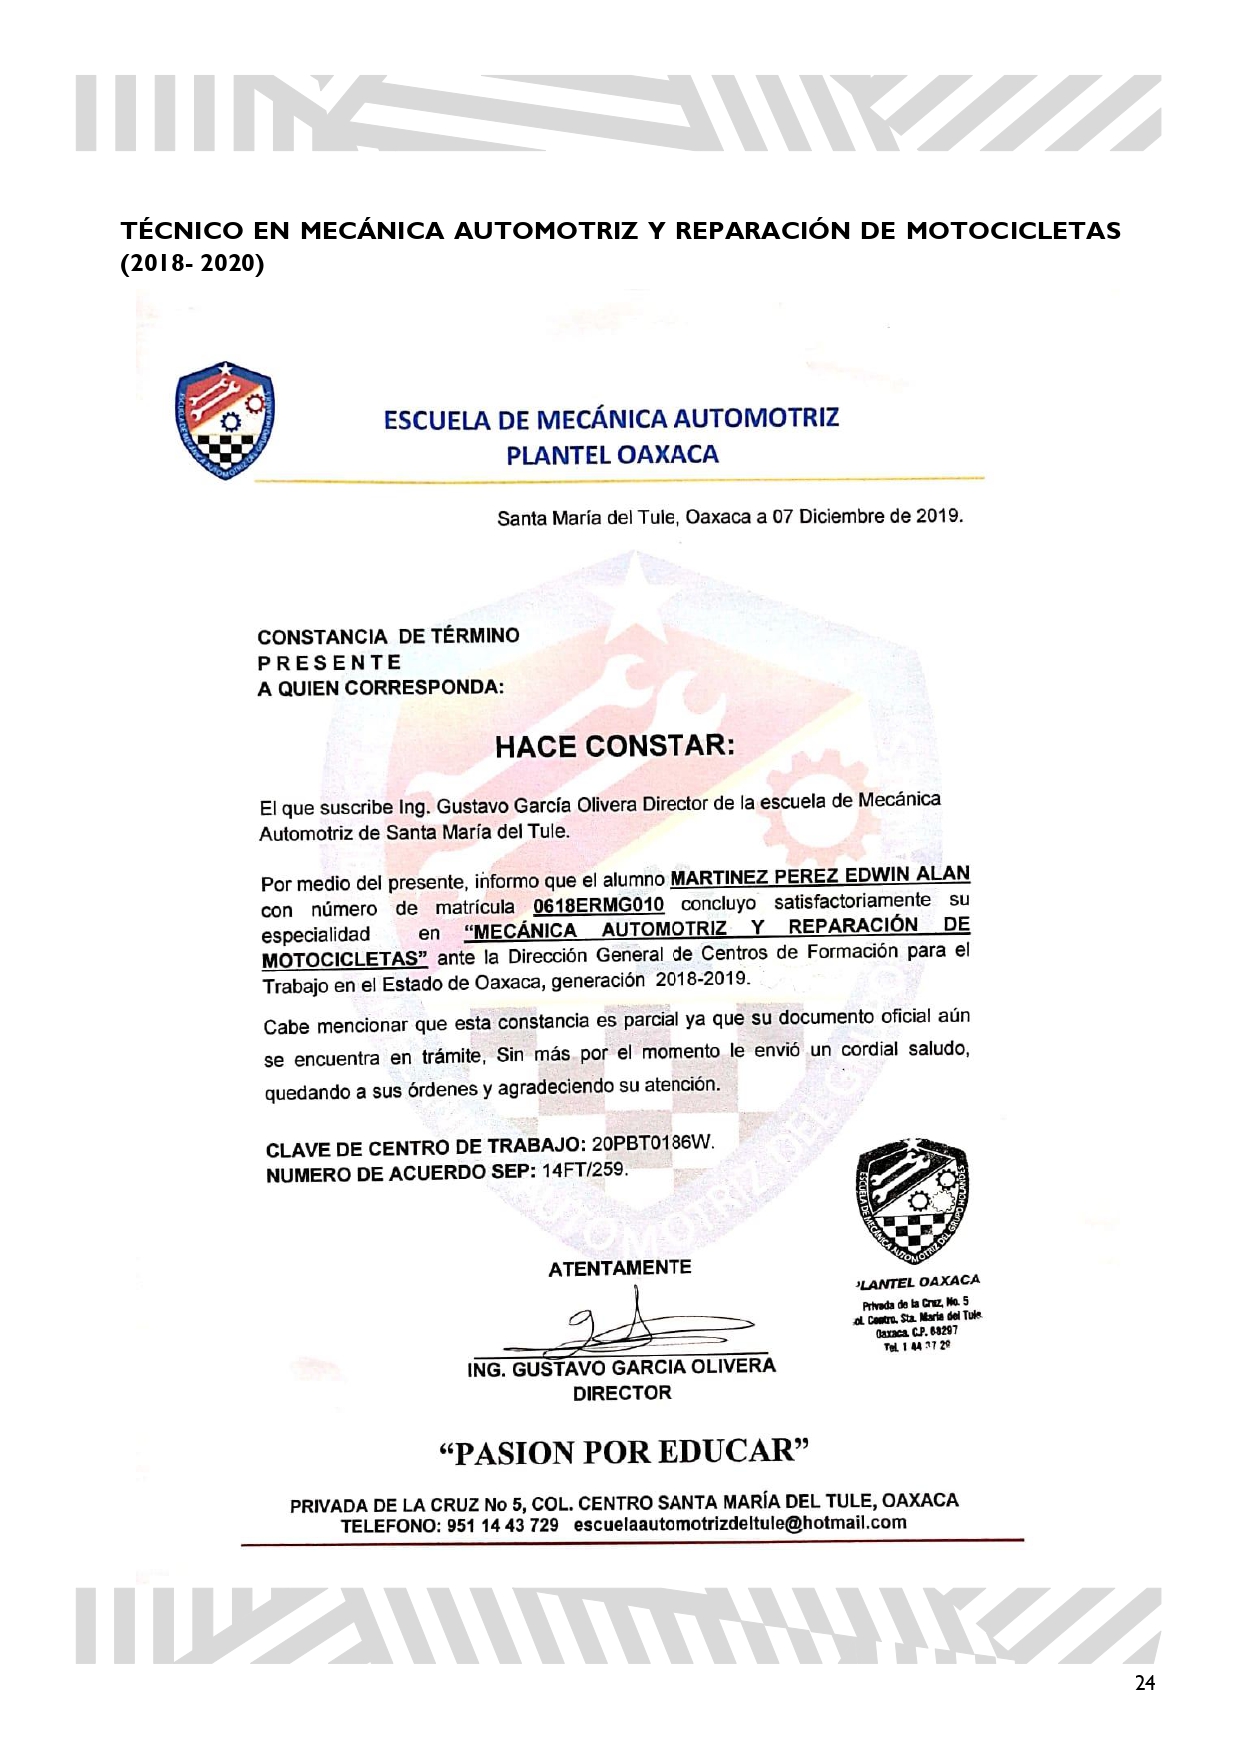 TÉCNICO EN MECÁNICA AUTOMOTRIZ Y REPARACIÓN DE MOTOCICLETAS
(2018- 2020)
ESCUELA DE MECÁNICA AUTOMOTRIZ DEL GRUPO HOLANDES
ESCUELA DE MECÁNICA AUTOMOTRIZ
PLANTEL OAXACA
Santa María del Tule, Oaxaca a 07 Diciembre de 2019.
CONSTANCIA DE TÉRMINO
P R E S E N T E
A QUIEN CORRESPONDA:
HACE CONSTAR:
El que suscribe Ing. Gustavo García Olivera Director de la escuela de Mecánica
Automotriz de Santa María del Tule.
Por medio del presente, informo que el alumno MARTINEZ PEREZ EDWIN ALAN
con número de matrícula 0618ERMG010 concluyo satisfactoriamente su
especialidad en “MECÁNICA AUTOMOTRIZ Y REPARACIÓN DE
MOTOCICLETAS” ante la Dirección General de Centros de Formación para el
Trabajo en el Estado de Oaxaca, generación 2018-2019.
Cabe mencionar que esta constancia es parcial ya que su documento oficial aún
se encuentra en trámite, Sin más por el momento le envió un cordial saludo,
quedando a sus órdenes y agradeciendo su atención.
CLAVE DE CENTRO DE TRABAJO: 20PBT0186W.
NUMERO DE ACUERDO SEP: 14FT/259.
ESCUELA DE MECÁNICA AUTOMOTRIZ DEL GRUPO HOLANDES
LANTEL OAXACA
Privada de la Cruz, No. 5
ol. Centro, Sta. María del Tule
Oaxaca. C.P. 68297
Tel. 1 44 37 29
ATENTAMENTE
ING. GUSTAVO GARCIA OLIVERA
DIRECTOR
“PASION POR EDUCAR”
PRIVADA DE LA CRUZ No 5, COL. CENTRO SANTA MARÍA DEL TULE, OAXACA
TELEFONO: 951 14 43 729 escuelaautomotrizdeltule@hotmail.com
24